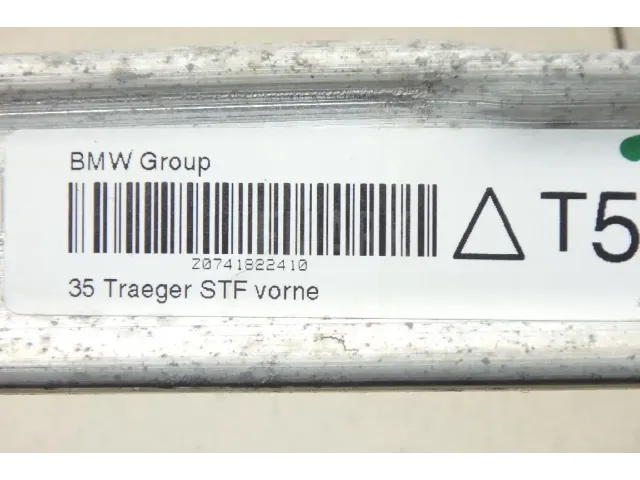 BMW Group
Z0741822410
35 Traeger STF vorne
T5